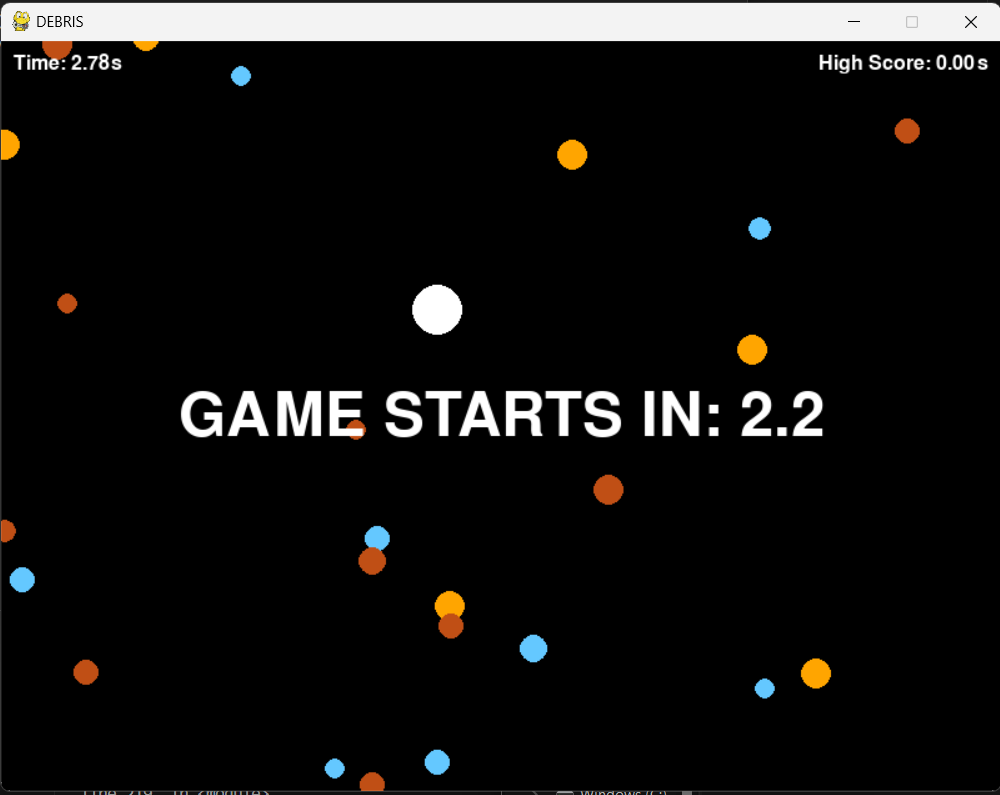 DEBRIS
Time: 2.78s
High Score: 0.00s
GAME STARTS IN: 2.2